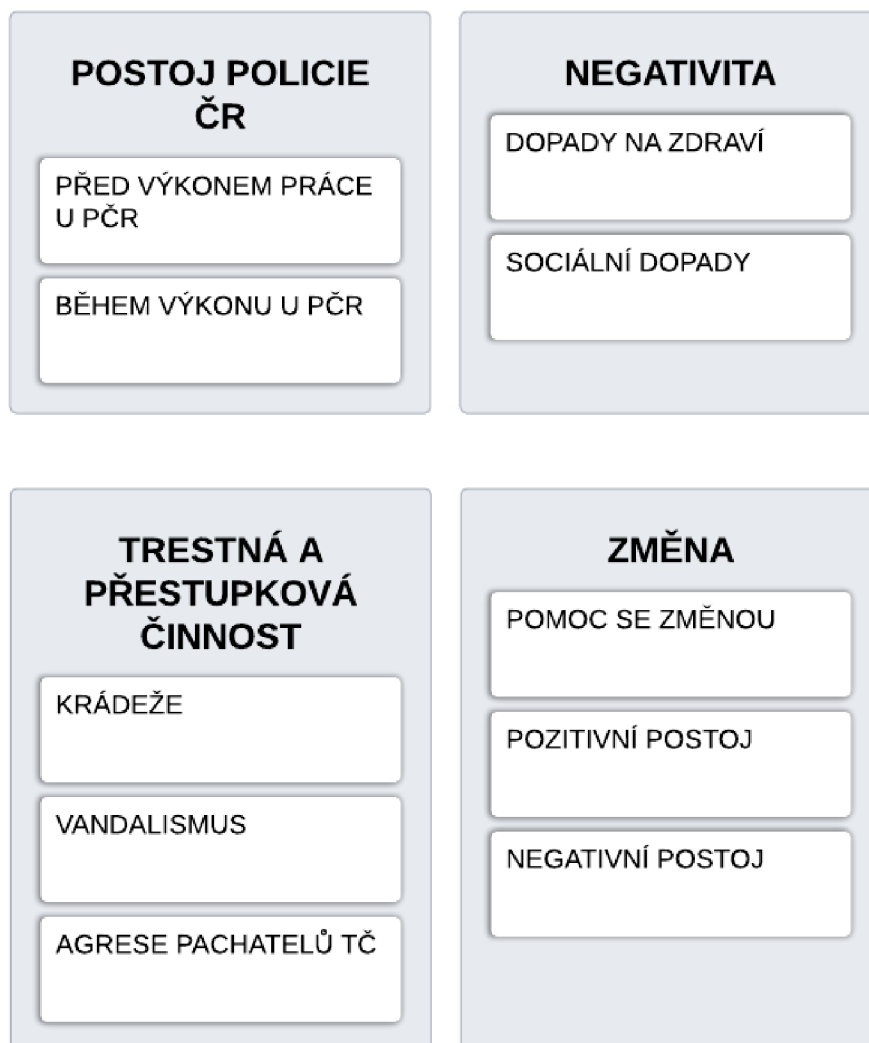 POSTOJ POLICIE
ČR
PŘED VÝKONEM PRÁCE
U PČR
BĚHEM VÝKONU U PČR
NEGATIVITA
DOPADY NA ZDRAVÍ
SOCIÁLNÍ DOPADY
TRESTNÁ A
PŘESTUPKOVÁ
ČINNOST
KRÁDEŽE
VANDALISMUS
AGRESE PACHATELŮ TČ
ZMĚNA
POMOC SE ZMĚNOU
POZITIVNÍ POSTOJ
NEGATIVNÍ POSTOJ